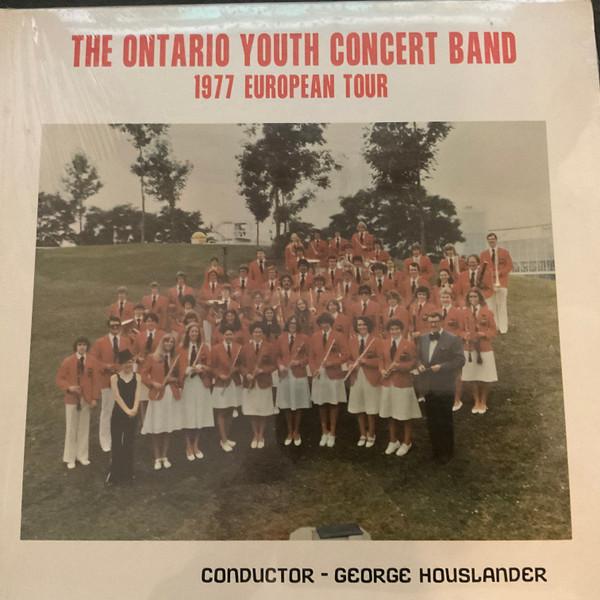 THE ONTARIO YOUTH CONCERT BAND
1977 EUROPEAN TOUR
CONDUCTOR - GEORGE HOUSLANDER